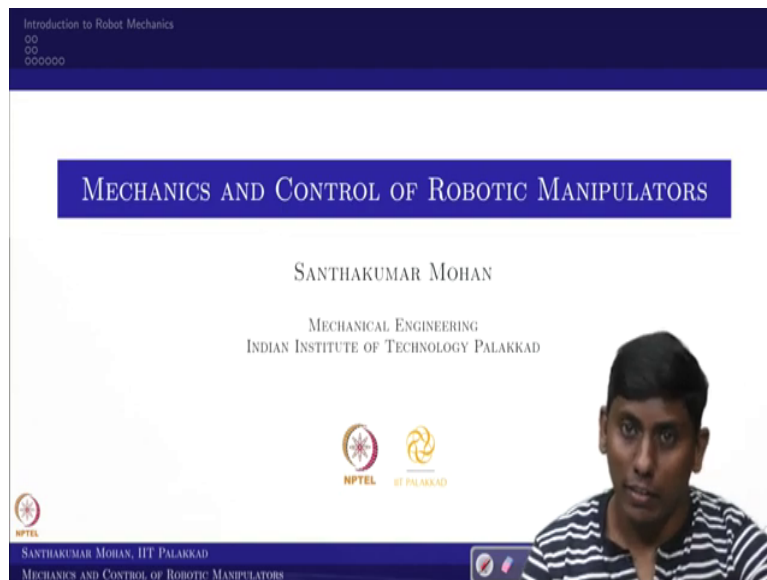 Introduction to Robot Mechanics
MECHANICS AND CONTROL OF ROBOTIC MANIPULATORS
SANTHAKUMAR MOHAN
MECHANICAL ENGINEERING
INDIAN INSTITUTE OF TECHNOLOGY PALAKKAD
NPTEL
IIT PALAKKAD
NPTEL
SANTHAKUMAR MOHAN, IIT PALAKKAD
MECHANICS AND CONTROL OF ROBOTIC MANIPULATORS